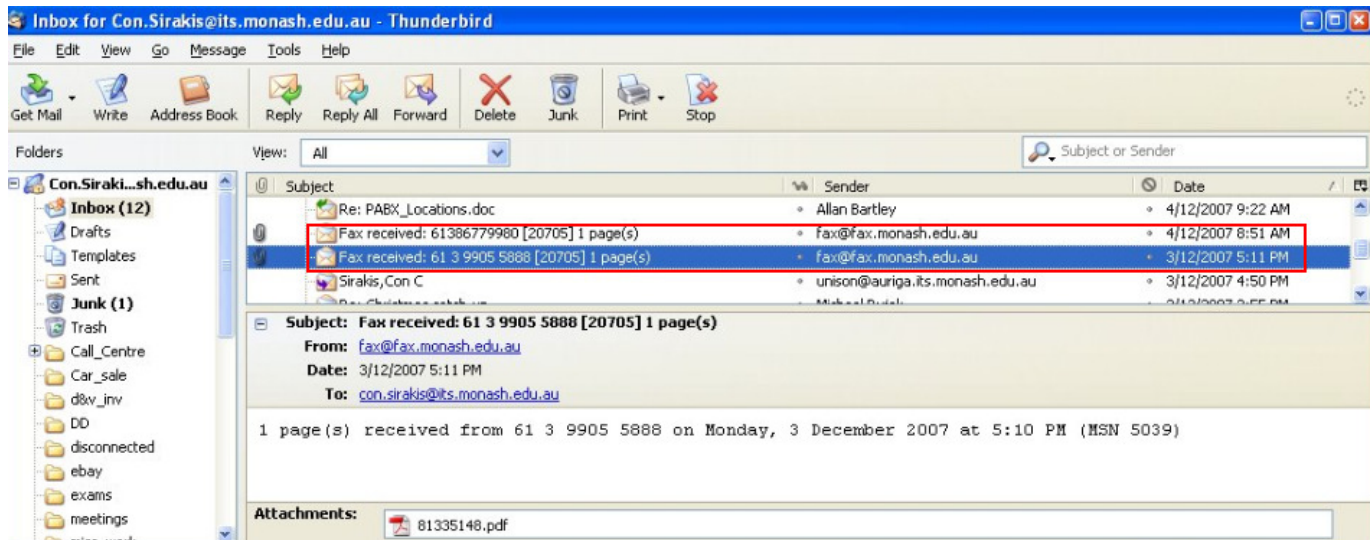 Inbox for Con.Sirakis@its.monash.edu.au - Thunderbird
File Edit View Go Message Tools Help
Get Mail Write Address Book Reply Reply All Forward Delete Junk Print Stop
Folders View: All Subject or Sender
Con.Siraki...sh.edu.au
Inbox (12)
Drafts
Templates
Sent
Junk (1)
Trash
Call_Centre
Car_sale
d&v_inv
DD
disconnected
ebay
exams
meetings
Subject Sender Date
Re: PABX_Locations.doc Allan Bartley 4/12/2007 9:22 AM
Fax received: 61386779980 [20705] 1 page(s) fax@fax.monash.edu.au 4/12/2007 8:51 AM
Fax received: 61 3 9905 5888 [20705] 1 page(s) fax@fax.monash.edu.au 3/12/2007 5:11 PM
Sirakis,Con C unison@auriga.its.monash.edu.au 3/12/2007 4:50 PM
Subject: Fax received: 61 3 9905 5888 [20705] 1 page(s)
From: fax@fax.monash.edu.au
Date: 3/12/2007 5:11 PM
To: con.sirakis@its.monash.edu.au
1 page(s) received from 61 3 9905 5888 on Monday, 3 December 2007 at 5:10 PM (MSN 5039)
Attachments: 81335148.pdf